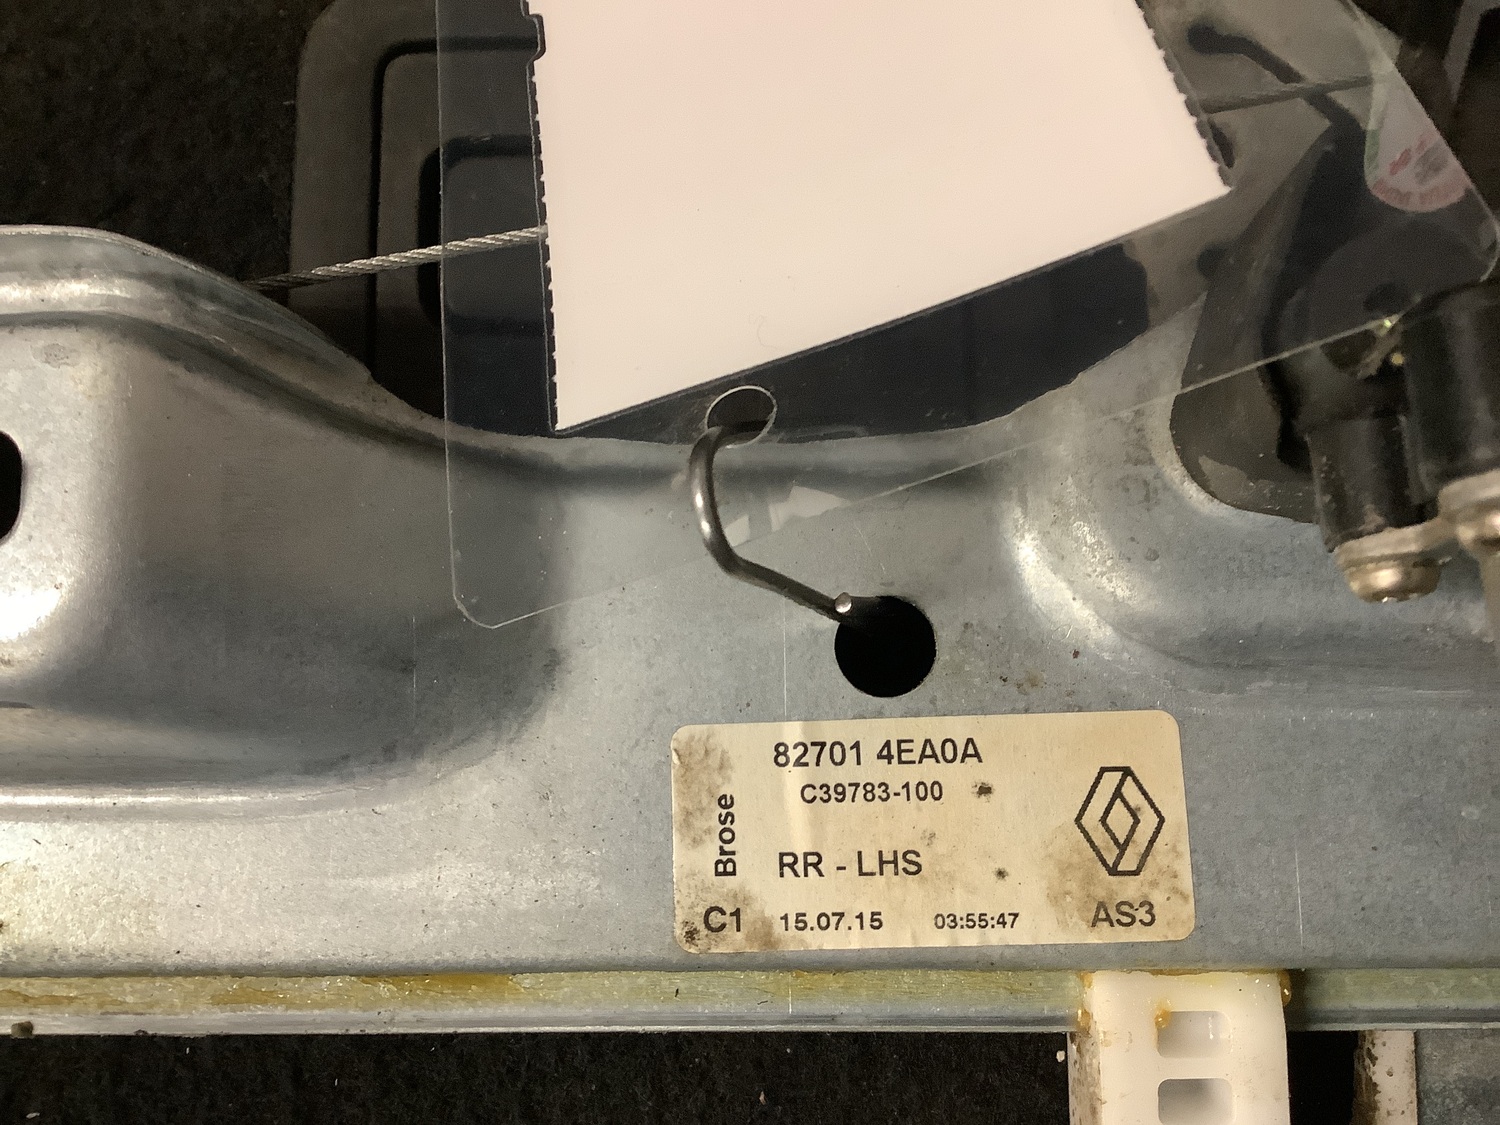 82701 4EA0A
C39783-100
Brose
RR - LHS
C1 15.07.15 03:55:47 AS3